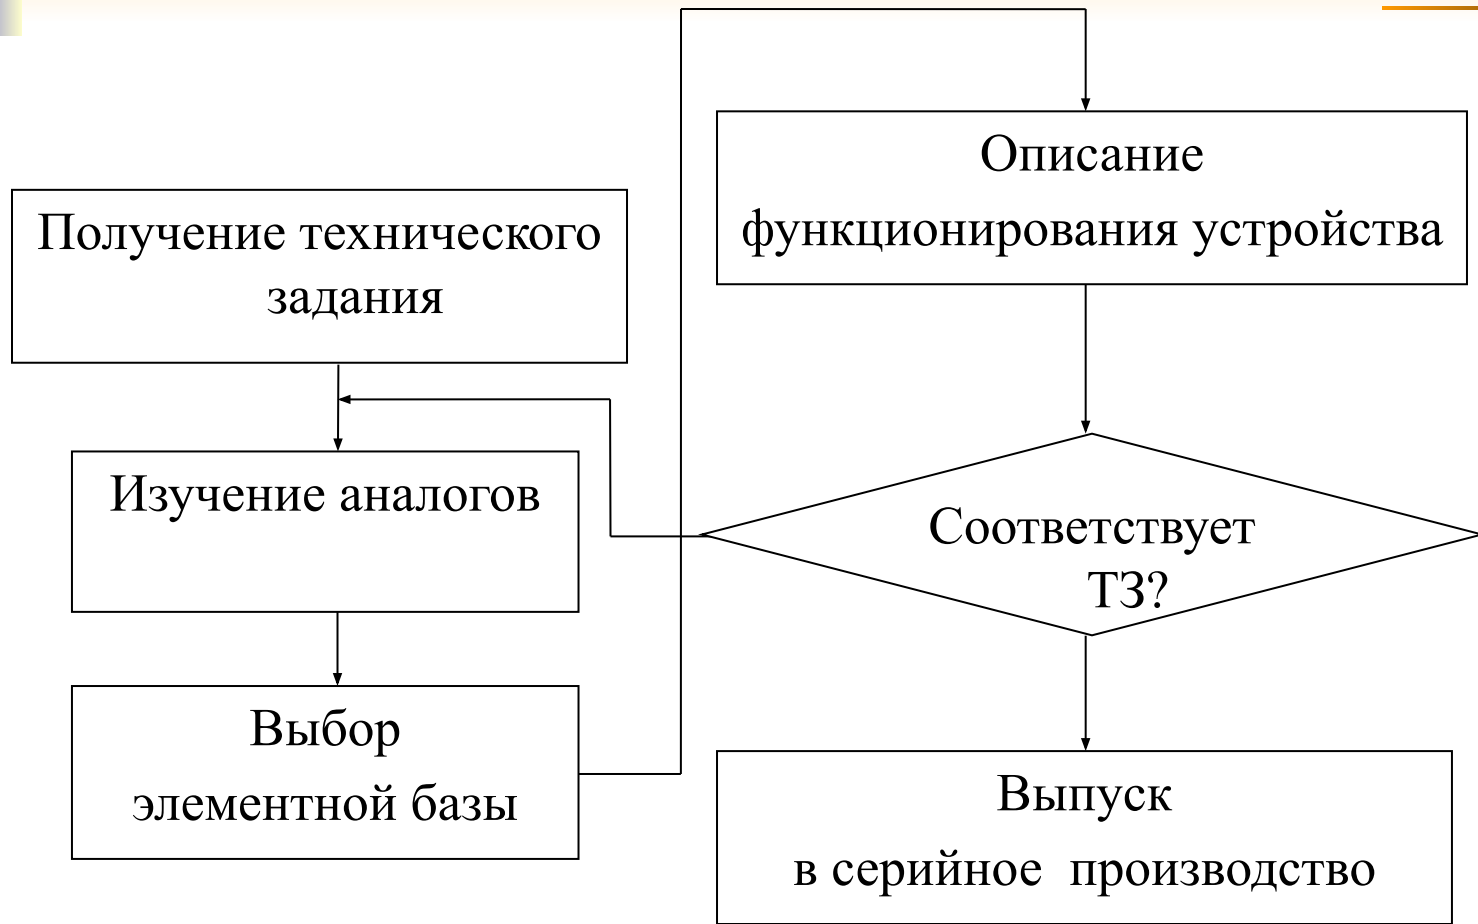 Получение технического
задания
Изучение аналогов
Выбор
элементной базы
Описание
функционирования устройства
Соответствует
ТЗ?
Выпуск
в серийное производство